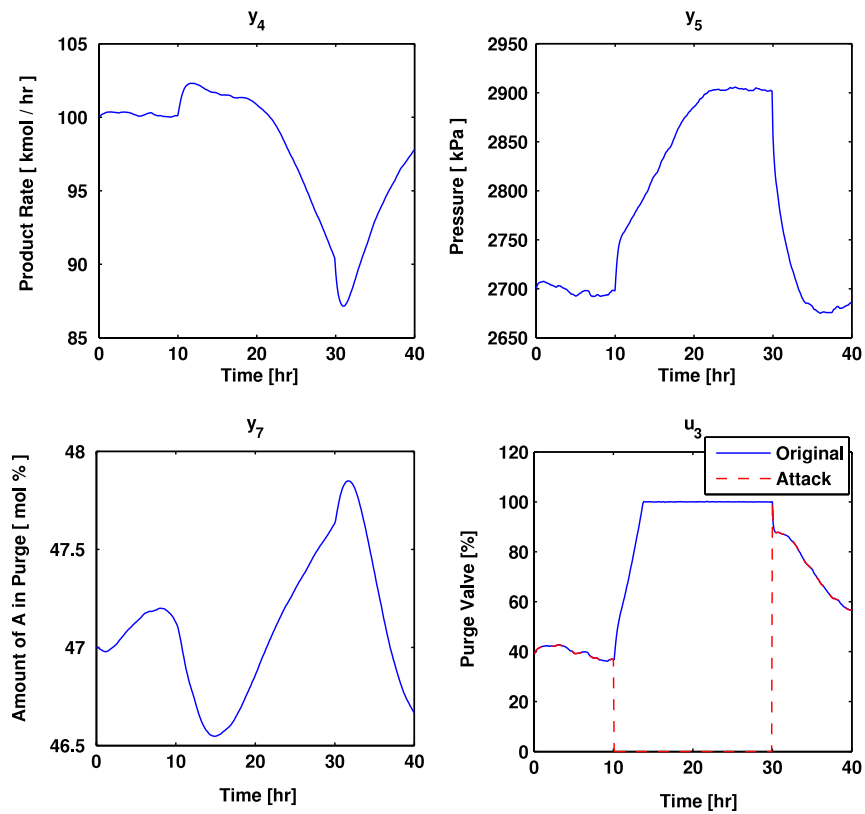 y4
105
100
95
90
85
Product Rate [ kmol / hr ]
0 10 20 30 40
Time [hr]
y5
2950
2900
2850
2800
2750
2700
2650
Pressure [ kPa ]
0 10 20 30 40
Time [hr]
y7
48
47.5
47
46.5
Amount of A in Purge [ mol % ]
0 10 20 30 40
Time [hr]
u3
Original
Attack
120
100
80
60
40
20
0
Purge Valve [%]
0 10 20 30 40
Time [hr]